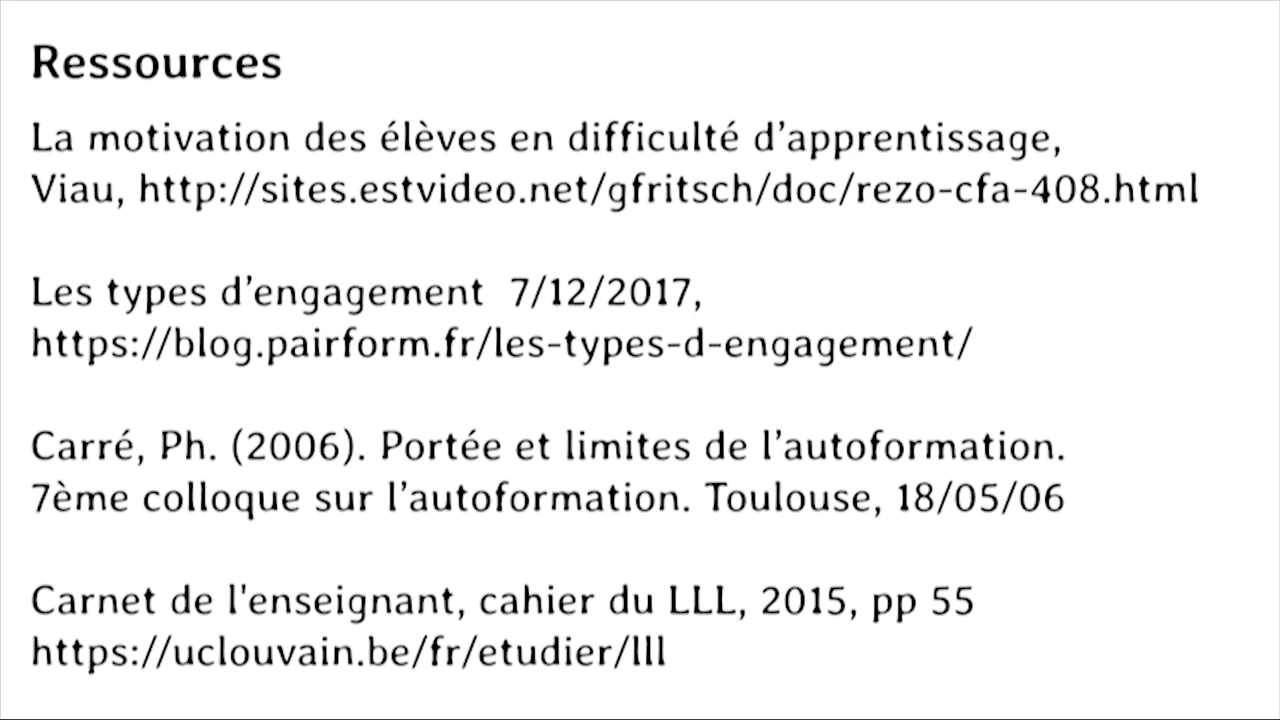 Ressources
La motivation des élèves en difficulté d’apprentissage,
Viau, http://sites.estvideo.net/gfritsch/doc/rezo-cfa-408.html
Les types d’engagement  7/12/2017,
https://blog.pairform.fr/les-types-d-engagement/
Carré, Ph. (2006). Portée et limites de l’autoformation.
7ème colloque sur l’autoformation. Toulouse, 18/05/06
Carnet de l'enseignant, cahier du LLL, 2015, pp 55
https://uclouvain.be/fr/etudier/lll